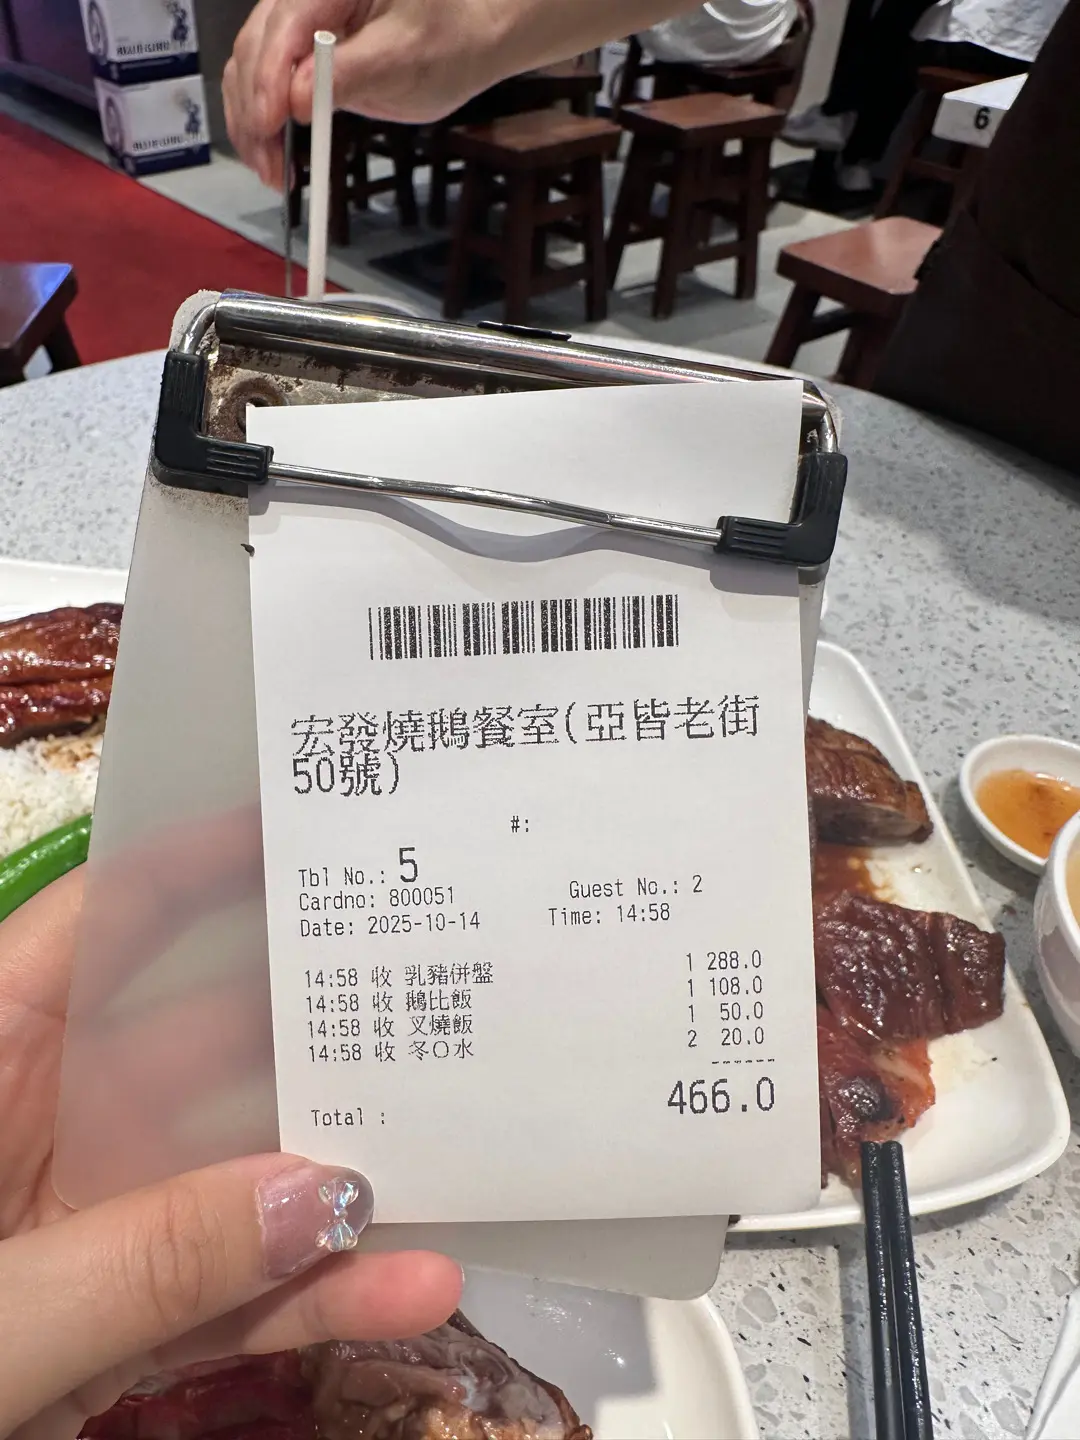 6
宏發燒鵝餐室(亞皆老街
50號)
#:
Tbl No.: 5
Cardno: 800051 Guest No.: 2
Date: 2025-10-14 Time: 14:58
14:58 收 乳豬併盤 1 288.0
14:58 收 鵝比飯 1 108.0
14:58 收 叉燒飯 1 50.0
14:58 收 冬〇水 2 20.0
------
Total : 466.0